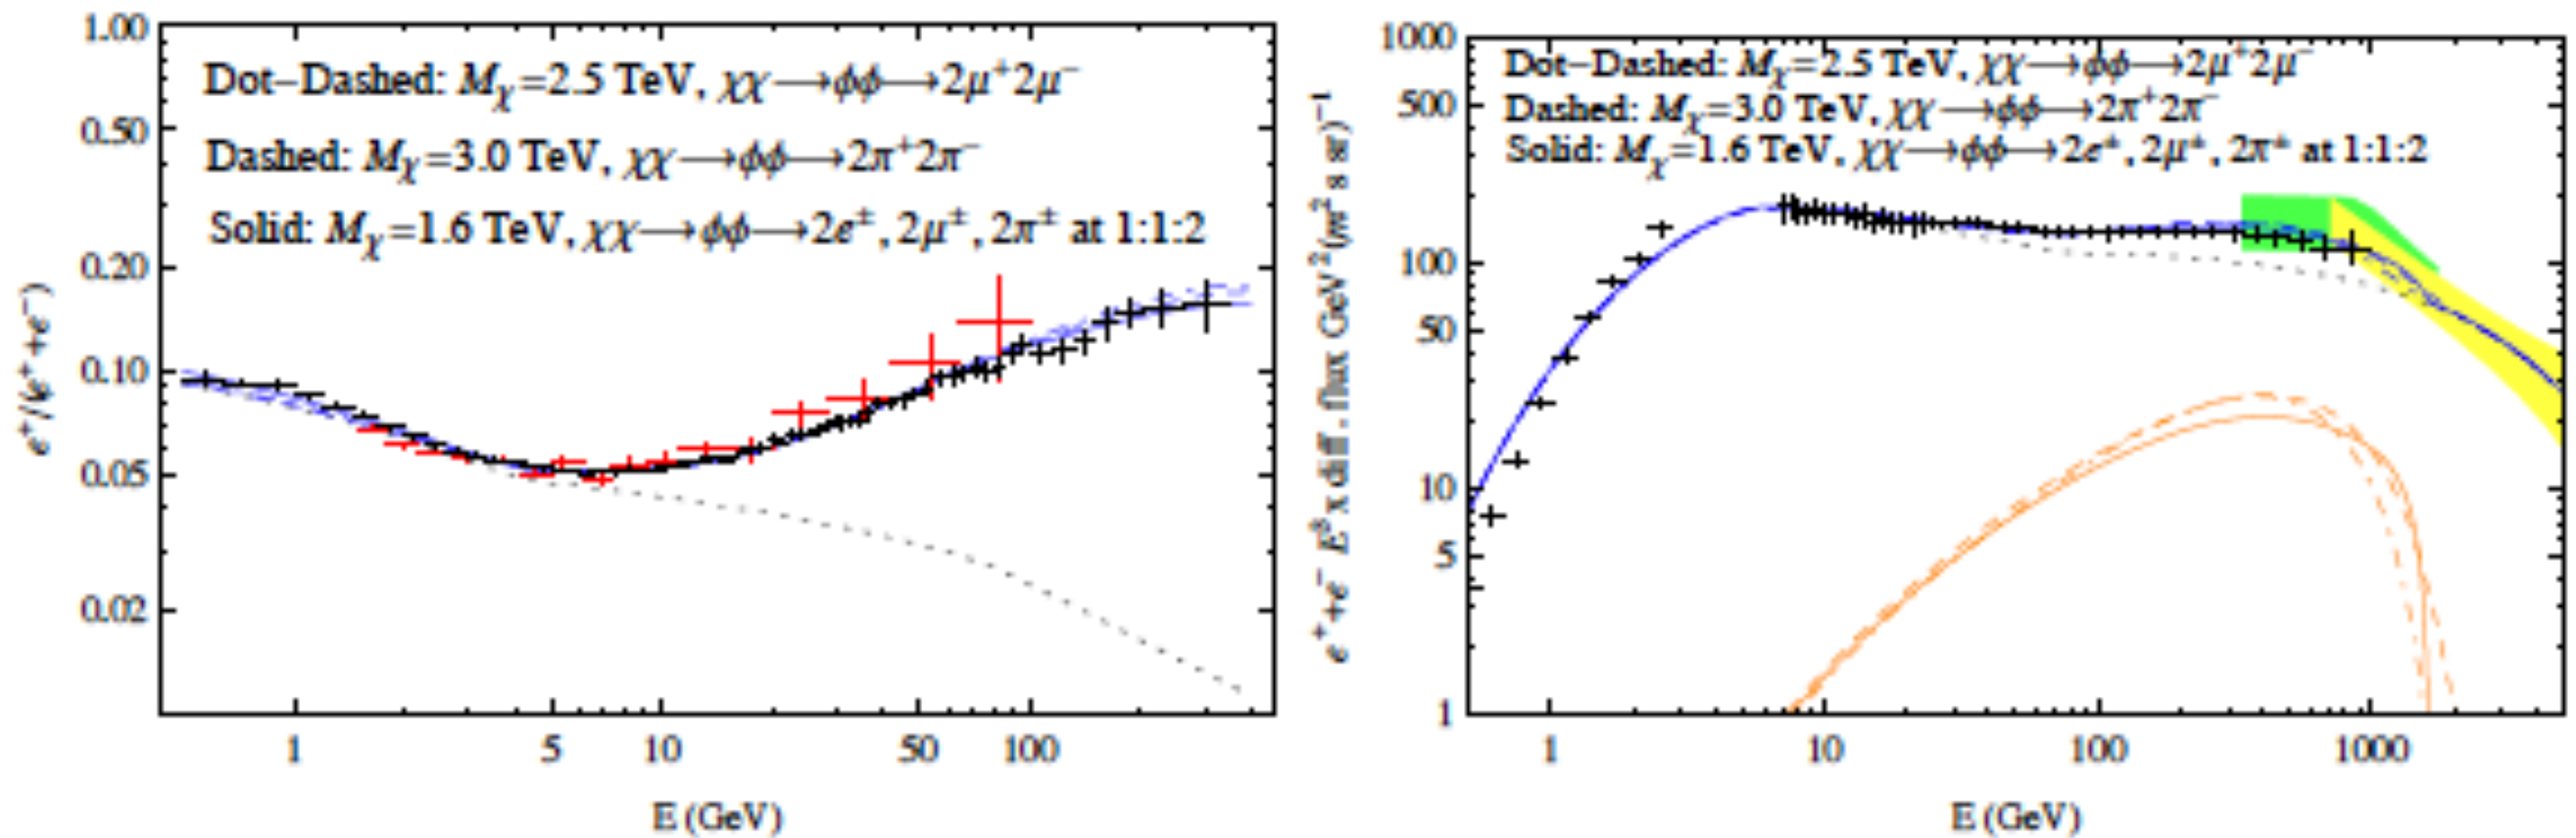 Dot-Dashed: Mχ=2.5 TeV, χχ⟶ϕϕ⟶2μ⁺2μ⁻
Dashed: Mχ=3.0 TeV, χχ⟶ϕϕ⟶2π⁺2π⁻
Solid: Mχ=1.6 TeV, χχ⟶ϕϕ⟶2e±, 2μ±, 2π± at 1:1:2
e⁺/(e⁺+e⁻)
1.00
0.50
0.20
0.10
0.05
0.02
1 5 10 50 100
E (GeV)
Dot-Dashed: Mχ=2.5 TeV, χχ⟶ϕϕ⟶2μ⁺2μ⁻
Dashed: Mχ=3.0 TeV, χχ⟶ϕϕ⟶2π⁺2π⁻
Solid: Mχ=1.6 TeV, χχ⟶ϕϕ⟶2e±, 2μ±, 2π± at 1:1:2
e⁺+e⁻ E³ x diff. flux GeV²(m² s sr)⁻¹
1000
500
100
50
10
5
1
1 10 100 1000
E (GeV)